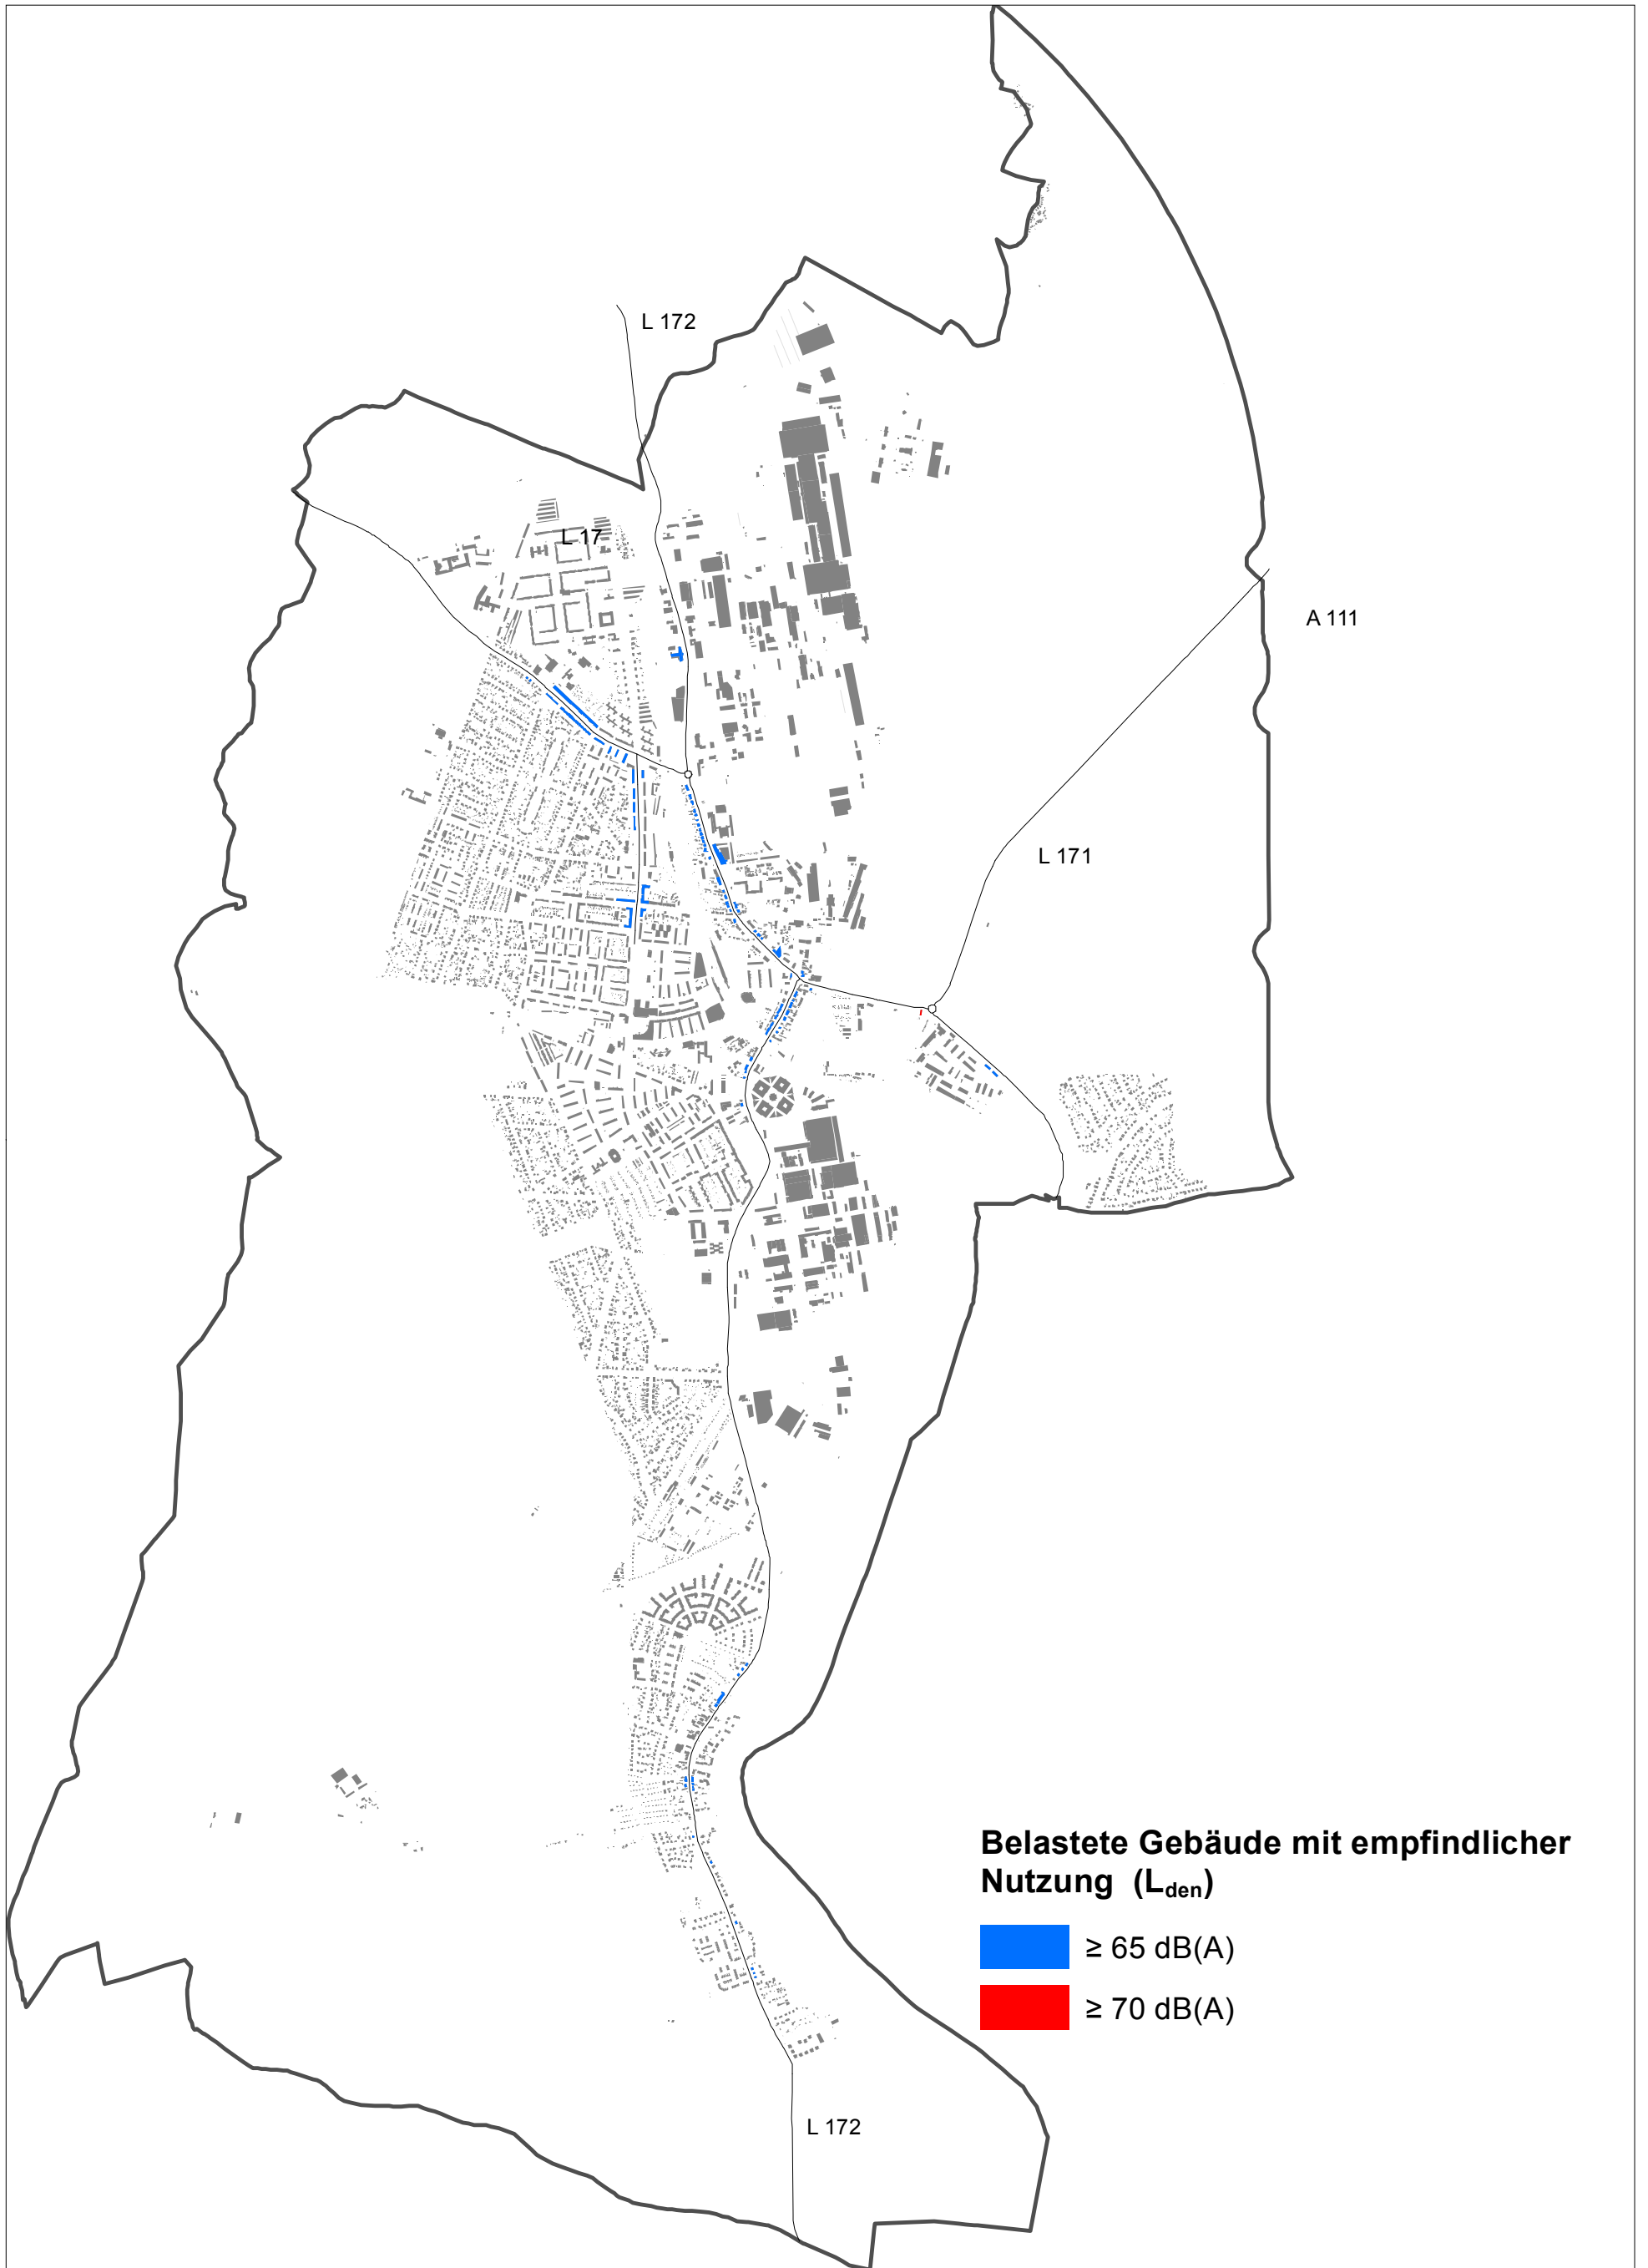 L 172
L 17
A 111
L 171
Belastete Gebäude mit empfindlicher
Nutzung (Lden)
≥ 65 dB(A)
≥ 70 dB(A)
L 172